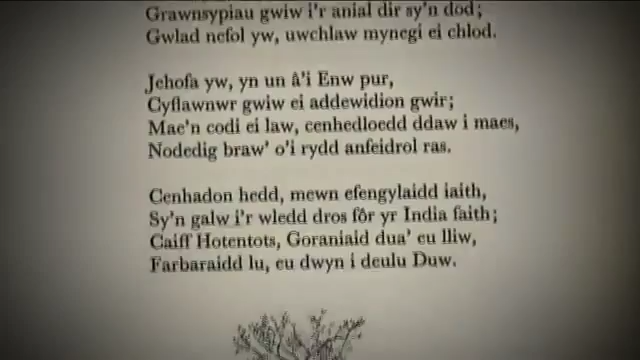 Grawnsypiau gwiw i'r anial dir sy'n dod;
Gwlad nefol yw, uwchlaw mynegi ei chlod.
Jehofa yw, yn un â'i Enw pur,
Cyflawnwr gwiw ei addewidion gwir;
Mae'n codi ei law, cenhedloedd ddaw i maes,
Nodedig braw' o'i rydd anfeidrol ras.
Cenhadon hedd, mewn efengylaidd iaith,
Sy'n galw i'r wledd dros fôr yr India faith;
Caiff Hotentots, Goraniaid dua' eu lliw,
Farbaraidd lu, eu dwyn i deulu Duw.